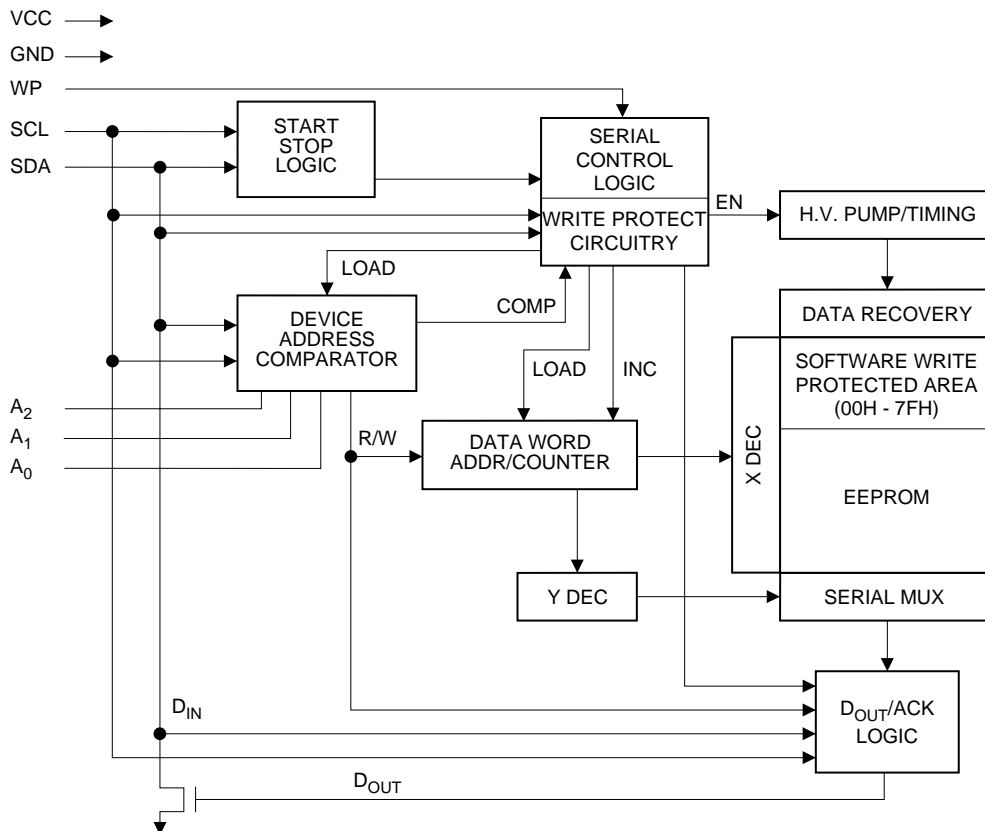 VCC
GND
WP
SCL
SDA
START
STOP
LOGIC
SERIAL
CONTROL
LOGIC
WRITE PROTECT
CIRCUITRY
EN
H.V. PUMP/TIMING
LOAD
COMP
DEVICE
ADDRESS
COMPARATOR
LOAD
INC
DATA RECOVERY
SOFTWARE WRITE
PROTECTED AREA
(00H - 7FH)
X DEC
EEPROM
A2
A1
A0
R/W
DATA WORD
ADDR/COUNTER
Y DEC
SERIAL MUX
DIN
DOUT/ACK
LOGIC
DOUT